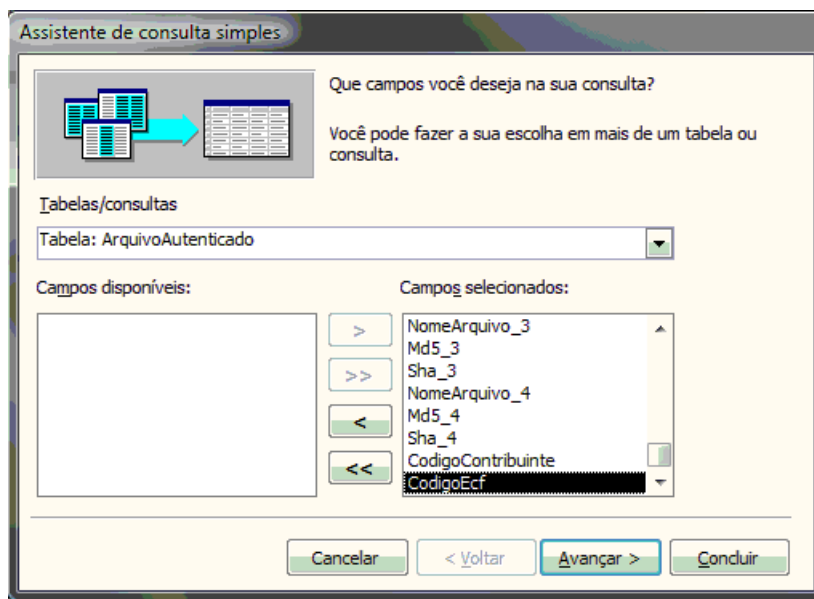 Assistente de consulta simples
Que campos você deseja na sua consulta?
Você pode fazer a sua escolha em mais de um tabela ou
consulta.
Tabelas/consultas
Tabela: ArquivoAutenticado
Campos disponíveis:
Campos selecionados:
>
>>
<
<<
NomeArquivo_3
Md5_3
Sha_3
NomeArquivo_4
Md5_4
Sha_4
CodigoContribuinte
CodigoEcf
Cancelar
< Voltar
Avançar >
Concluir